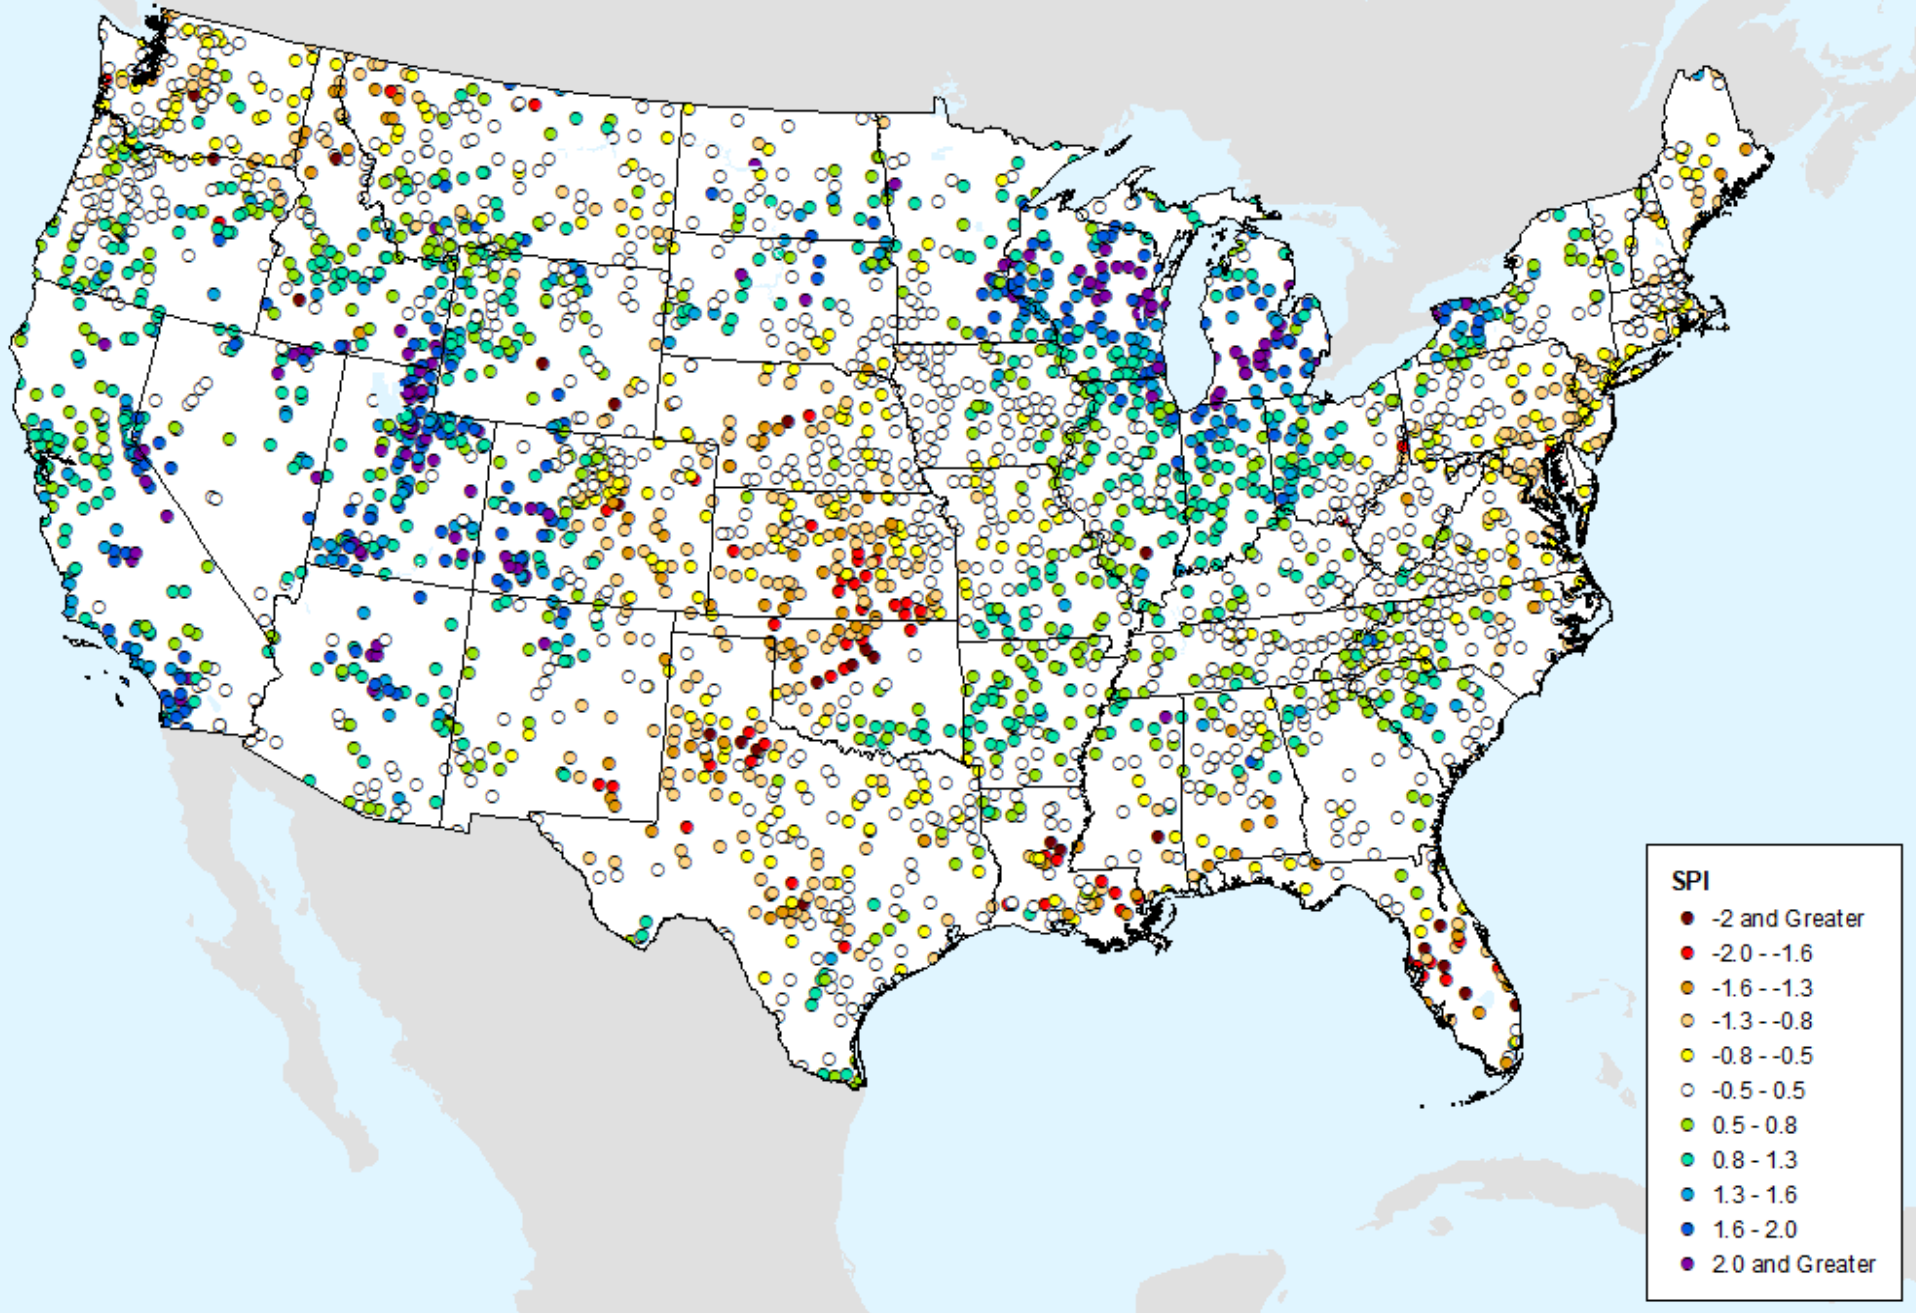 SPI
-2 and Greater
-2.0 - -1.6
-1.6 - -1.3
-1.3 - -0.8
-0.8 - -0.5
-0.5 - 0.5
0.5 - 0.8
0.8 - 1.3
1.3 - 1.6
1.6 - 2.0
2.0 and Greater